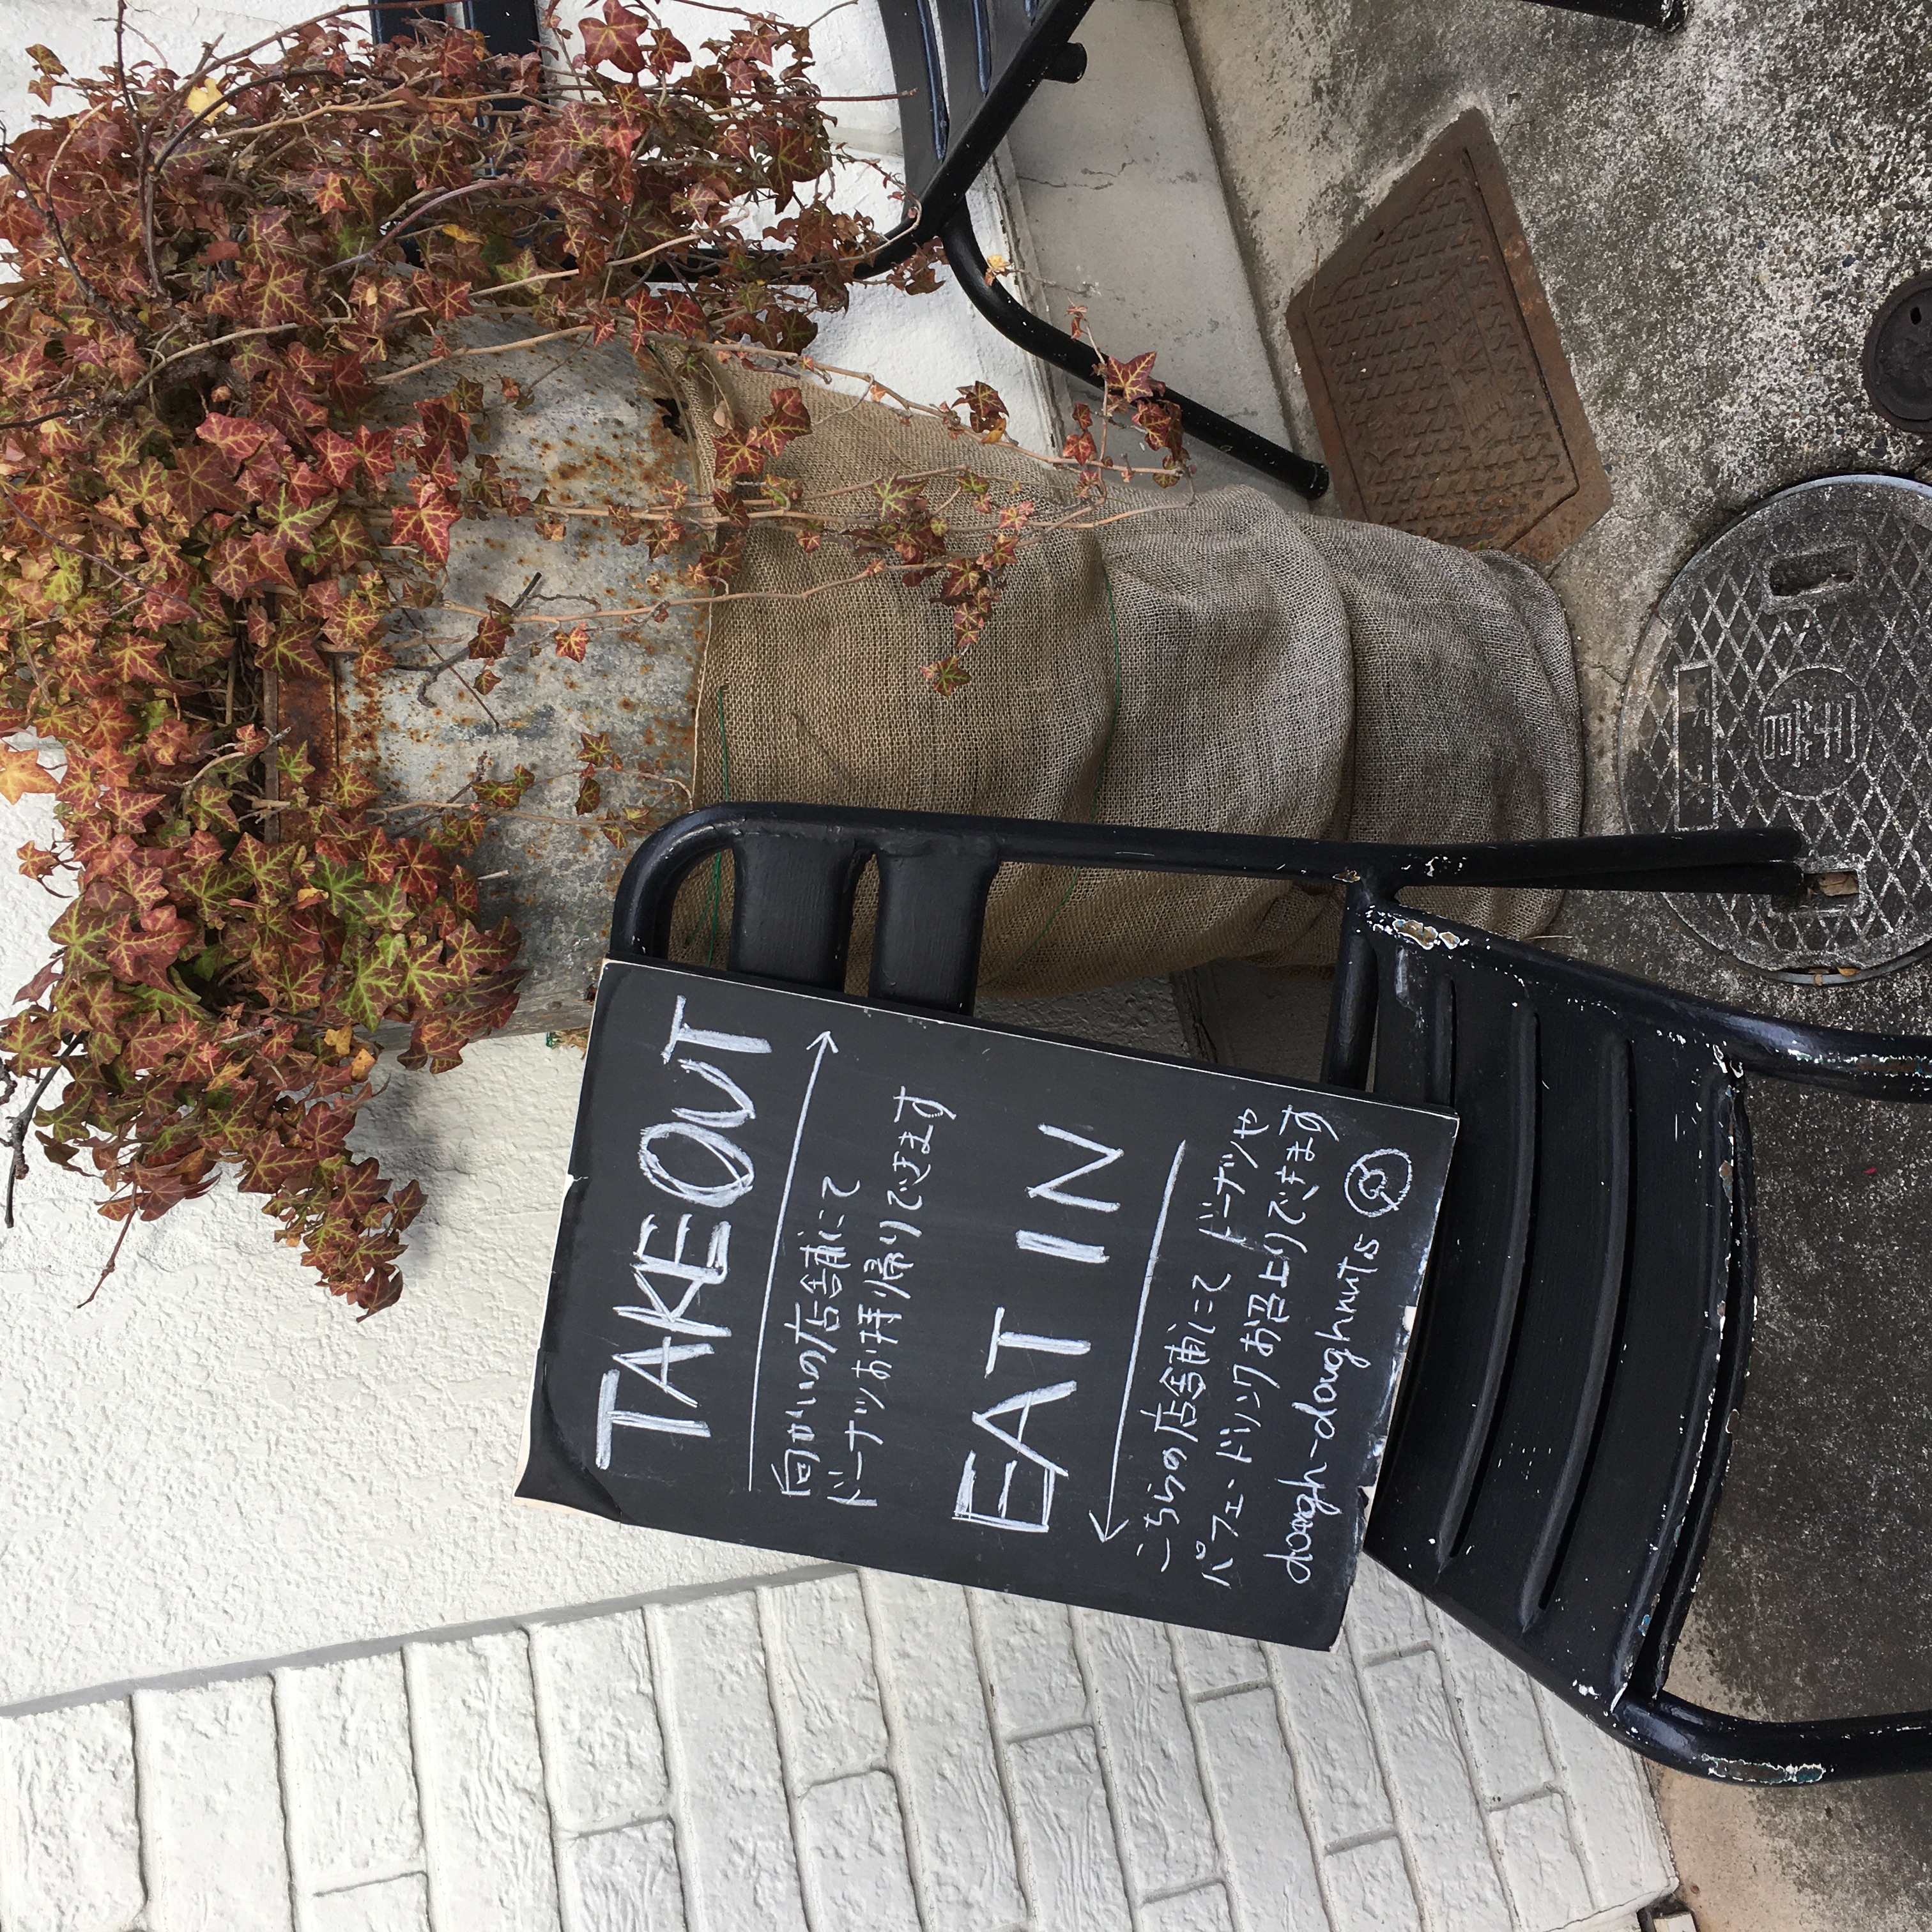 TAKE OUT
向かいの店舗にて
ドーナツお持帰りできます
EAT IN
こちらの店舗にて ドーナツや
パフェ・ドリンクお召上りできます
dough-doughnuts